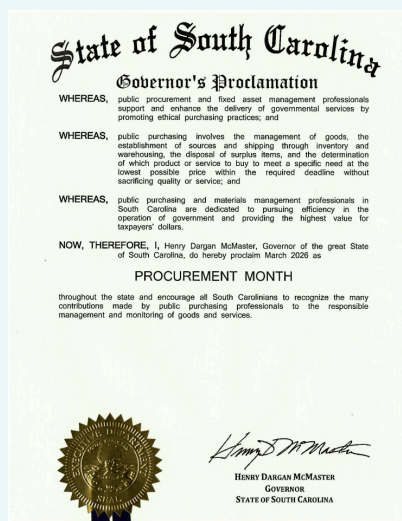 State of South Carolina
Governor's Proclamation
WHEREAS, public procurement and fixed asset management professionals
support and enhance the delivery of governmental services by
promoting ethical purchasing practices; and
WHEREAS, public purchasing involves the management of goods, the
establishment of sources and shipping through inventory and
warehousing, the disposal of surplus items, and the determination
of which product or service to buy to meet a specific need at the
lowest possible price within the required deadline without
sacrificing quality or service; and
WHEREAS, public purchasing and materials management professionals in
South Carolina are dedicated to pursuing efficiency in the
operation of government and providing the highest value for
taxpayers' dollars.
NOW, THEREFORE, I, Henry Dargan McMaster, Governor of the great State
of South Carolina, do hereby proclaim March 2026 as
PROCUREMENT MONTH
throughout the state and encourage all South Carolinians to recognize the many
contributions made by public purchasing professionals to the responsible
management and monitoring of goods and services.
EXECUTIVE DEPARTMENT
SEAL
Henry D McMaster
HENRY DARGAN MCMASTER
GOVERNOR
STATE OF SOUTH CAROLINA